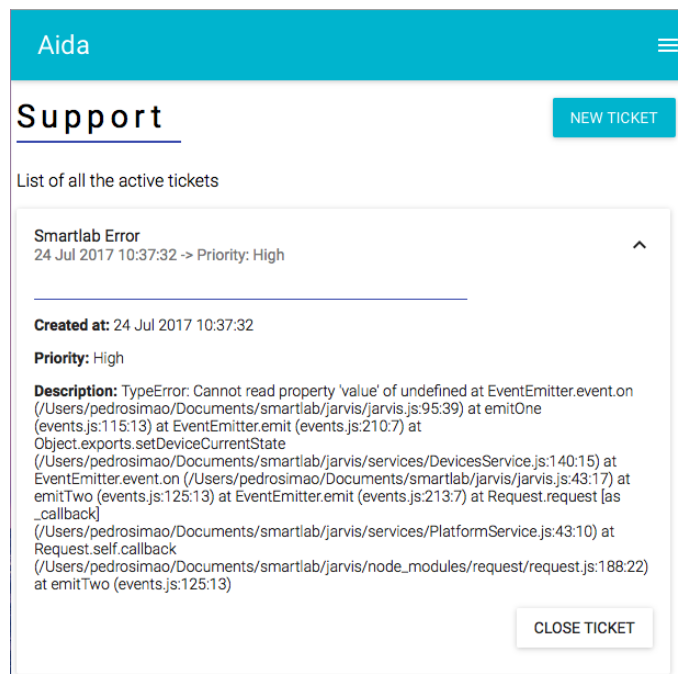 Aida
Support
NEW TICKET
List of all the active tickets
Smartlab Error
24 Jul 2017 10:37:32 -> Priority: High
Created at: 24 Jul 2017 10:37:32
Priority: High
Description: TypeError: Cannot read property 'value' of undefined at EventEmitter.event.on
(/Users/pedrosimao/Documents/smartlab/jarvis/jarvis.js:95:39) at emitOne
(events.js:115:13) at EventEmitter.emit (events.js:210:7) at
Object.exports.setDeviceCurrentState
(/Users/pedrosimao/Documents/smartlab/jarvis/services/DevicesService.js:140:15) at
EventEmitter.event.on (/Users/pedrosimao/Documents/smartlab/jarvis/jarvis.js:43:17) at
emitTwo (events.js:125:13) at EventEmitter.emit (events.js:213:7) at Request.request [as
_callback]
(/Users/pedrosimao/Documents/smartlab/jarvis/services/PlatformService.js:43:10) at
Request.self.callback
(/Users/pedrosimao/Documents/smartlab/jarvis/node_modules/request/request.js:188:22)
at emitTwo (events.js:125:13)
CLOSE TICKET